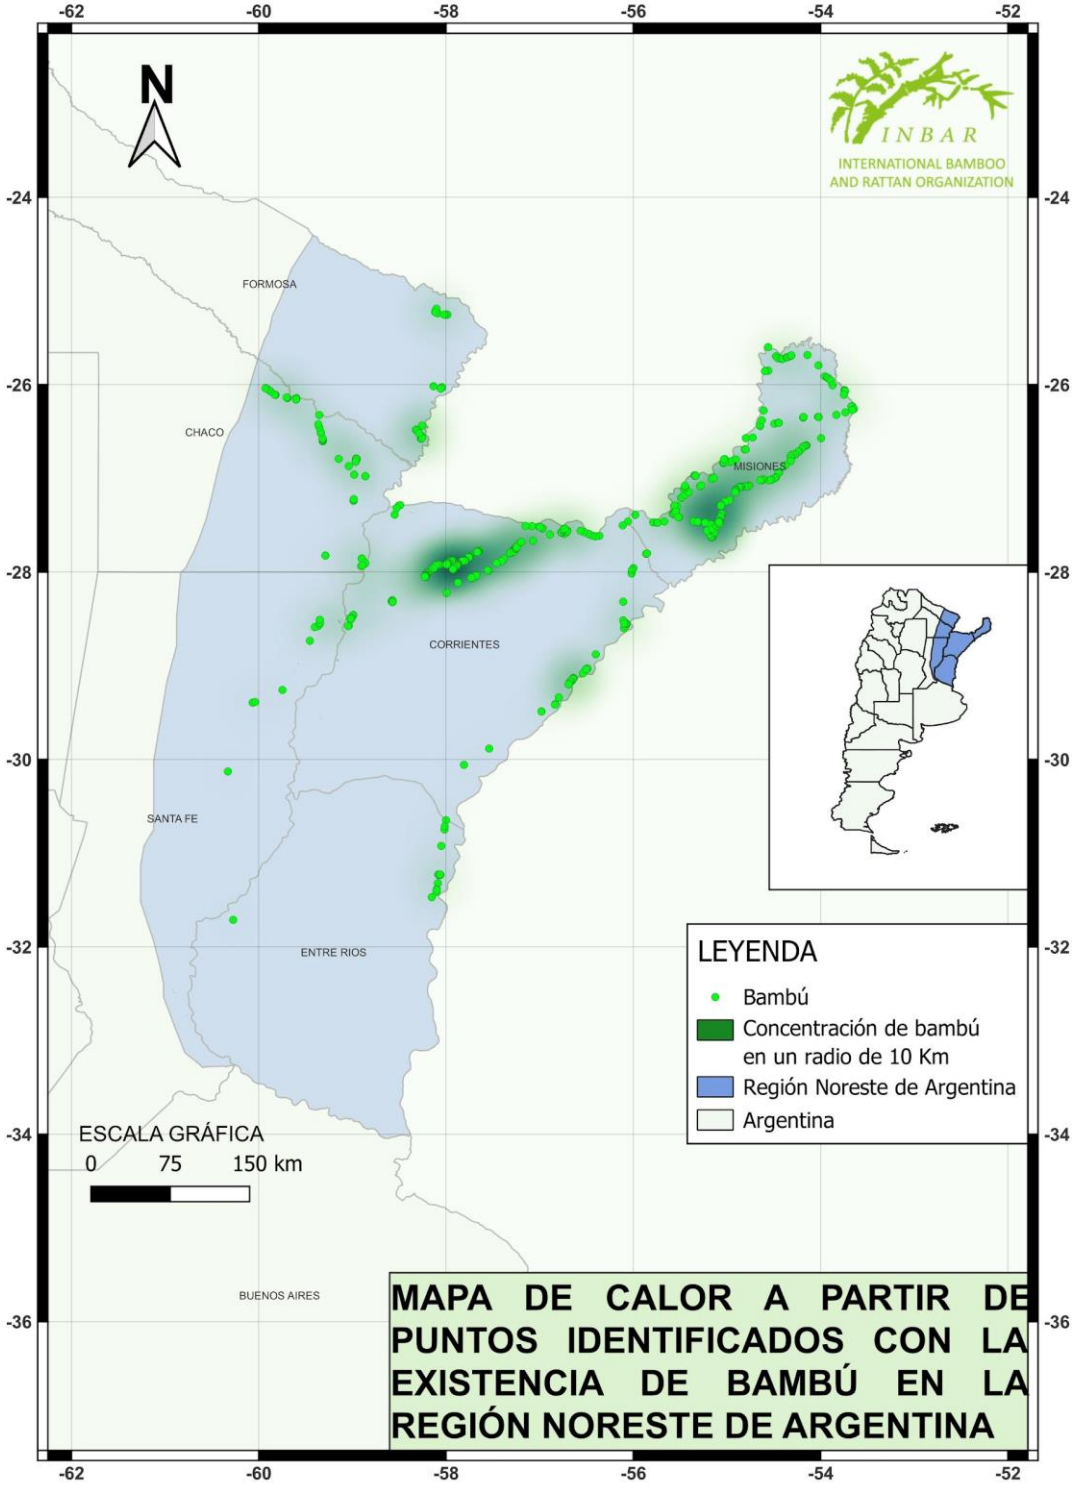 -62 -60 -58 -56 -54 -52
N
INBAR
INTERNATIONAL BAMBOO
AND RATTAN ORGANIZATION
-24 -24
FORMOSA
-26 -26
CHACO
MISIONES
-28 -28
CORRIENTES
-30 -30
SANTA FE
-32 -32
ENTRE RIOS
LEYENDA
Bambú
Concentración de bambú
en un radio de 10 Km
Región Noreste de Argentina
Argentina
-34 -34
ESCALA GRÁFICA
0 75 150 km
BUENOS AIRES
-36 -36
MAPA DE CALOR A PARTIR DE
PUNTOS IDENTIFICADOS CON LA
EXISTENCIA DE BAMBÚ EN LA
REGIÓN NORESTE DE ARGENTINA
-62 -60 -58 -56 -54 -52